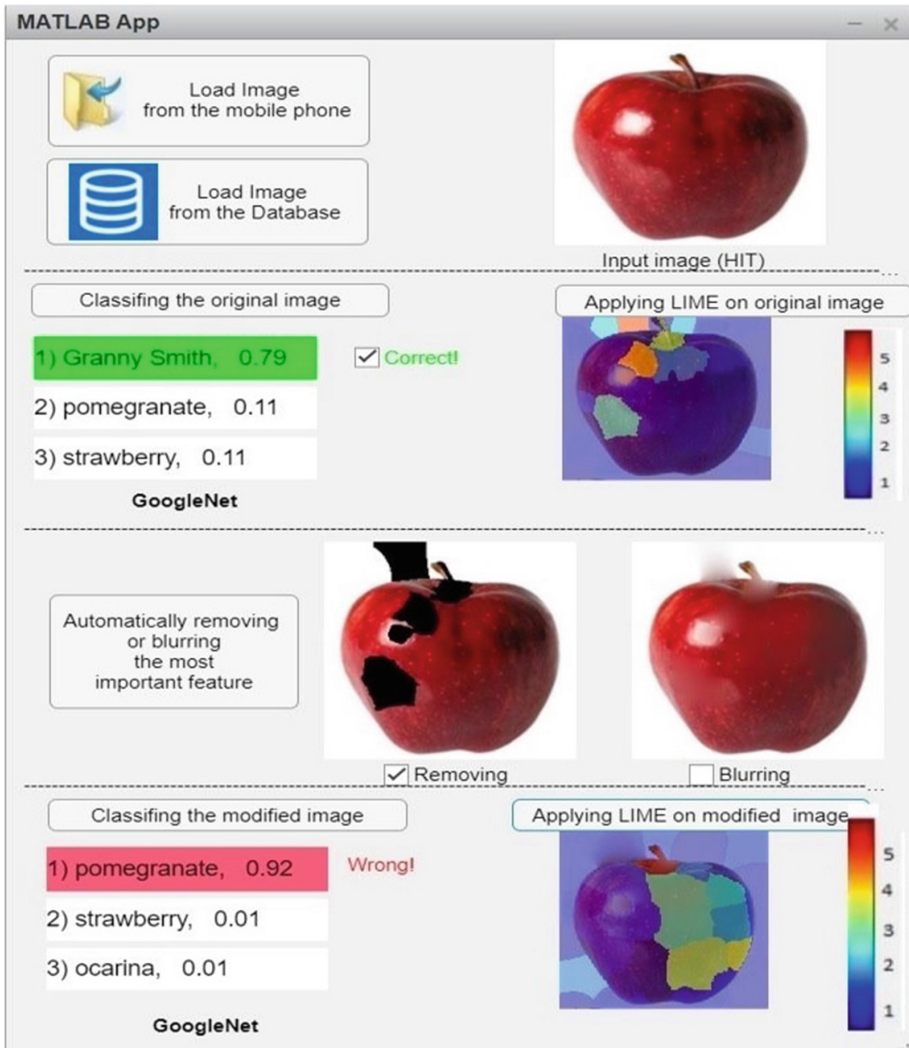 MATLAB App
Load Image
from the mobile phone
Load Image
from the Database
Input image (HIT)
Classifing the original image
Applying LIME on original image
1) Granny Smith, 0.79
Correct!
2) pomegranate, 0.11
3) strawberry, 0.11
GoogleNet
5
4
3
2
1
Automatically removing
or blurring
the most
important feature
Removing
Blurring
Classifing the modified image
Applying LIME on modified image
1) pomegranate, 0.92
Wrong!
2) strawberry, 0.01
3) ocarina, 0.01
GoogleNet
5
4
3
2
1